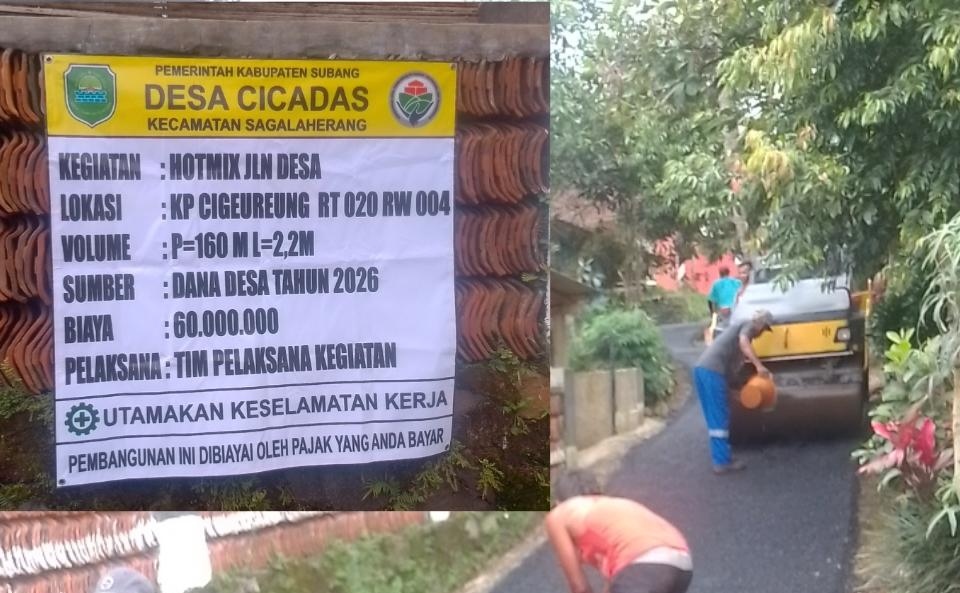 PEMERINTAH KABUPATEN SUBANG
DESA CICADAS
KECAMATAN SAGALAHERANG
KEGIATAN : HOTMIX JLN DESA
LOKASI : KP CIGEUREUNG RT 020 RW 004
VOLUME : P=160 M L=2,2M
SUMBER : DANA DESA TAHUN 2026
BIAYA : 60.000.000
PELAKSANA : TIM PELAKSANA KEGIATAN
UTAMAKAN KESELAMATAN KERJA
PEMBANGUNAN INI DIBIAYAI OLEH PAJAK YANG ANDA BAYAR